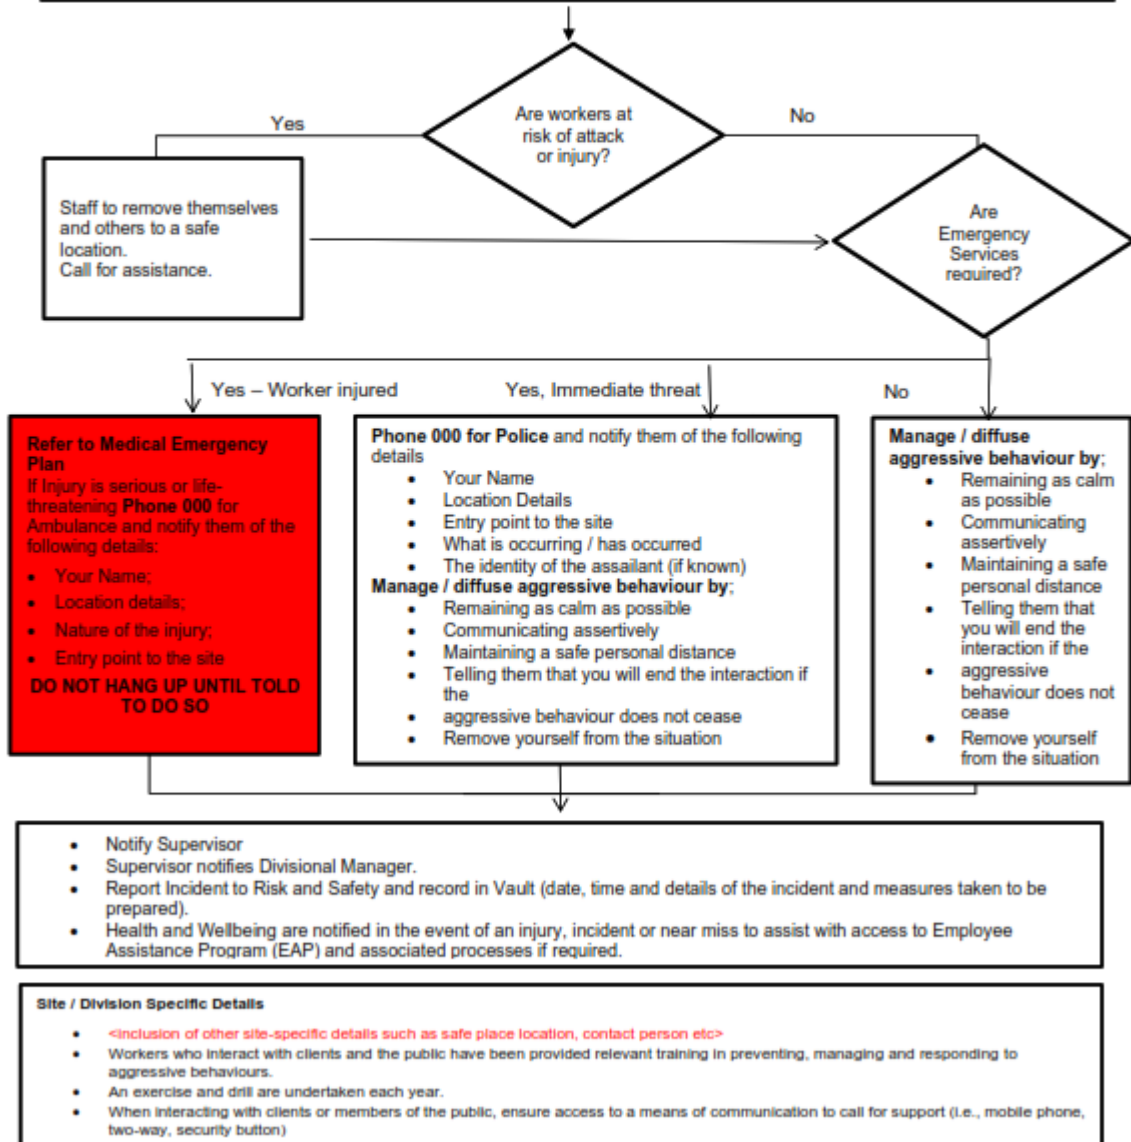 Are workers at
risk of attack
or injury?
Yes
No
Staff to remove themselves
and others to a safe
location.
Call for assistance.
Are
Emergency
Services
required?
Yes – Worker injured
Yes, Immediate threat
No
Refer to Medical Emergency
Plan
If Injury is serious or life-
threatening Phone 000 for
Ambulance and notify them of the
following details:
• Your Name;
• Location details;
• Nature of the injury;
• Entry point to the site
DO NOT HANG UP UNTIL TOLD
TO DO SO
Phone 000 for Police and notify them of the following
details
• Your Name
• Location Details
• Entry point to the site
• What is occurring / has occurred
• The identity of the assailant (if known)
Manage / diffuse aggressive behaviour by;
• Remaining as calm as possible
• Communicating assertively
• Maintaining a safe personal distance
• Telling them that you will end the interaction if
the
• aggressive behaviour does not cease
• Remove yourself from the situation
Manage / diffuse
aggressive behaviour by;
• Remaining as calm
as possible
• Communicating
assertively
• Maintaining a safe
personal distance
• Telling them that
you will end the
interaction if the
• aggressive
behaviour does not
cease
• Remove yourself
from the situation
• Notify Supervisor
• Supervisor notifies Divisional Manager.
• Report Incident to Risk and Safety and record in Vault (date, time and details of the incident and measures taken to be
prepared).
• Health and Wellbeing are notified in the event of an injury, incident or near miss to assist with access to Employee
Assistance Program (EAP) and associated processes if required.
Site / Division Specific Details
• <inclusion of other site-specific details such as safe place location, contact person etc>
• Workers who interact with clients and the public have been provided relevant training in preventing, managing and responding to
aggressive behaviours.
• An exercise and drill are undertaken each year.
• When interacting with clients or members of the public, ensure access to a means of communication to call for support (i.e., mobile phone,
two-way, security button)